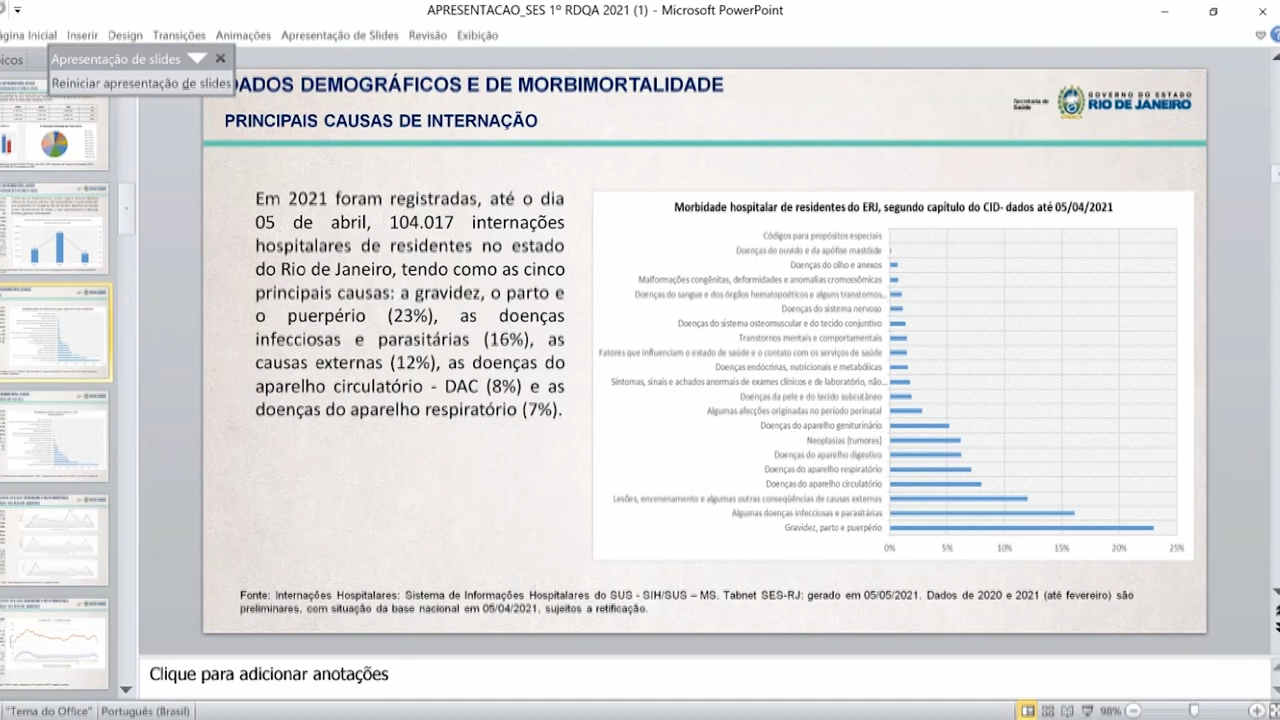 APRESENTACAO_SES 1º RDQA 2021 (1) - Microsoft PowerPoint
ágina Inicial Inserir Design Transições Animações Apresentação de Slides Revisão Exibição
picos
Apresentação de slides
Reiniciar apresentação de slides
DADOS DEMOGRÁFICOS E DE MORBIMORTALIDADE
PRINCIPAIS CAUSAS DE INTERNAÇÃO
Secretaria de
Saúde
GOVERNO DO ESTADO
RIO DE JANEIRO
Em 2021 foram registradas, até o dia
05 de abril, 104.017 internações
hospitalares de residentes no estado
do Rio de Janeiro, tendo como as cinco
principais causas: a gravidez, o parto e
o puerpério (23%), as doenças
infecciosas e parasitárias (16%), as
causas externas (12%), as doenças do
aparelho circulatório - DAC (8%) e as
doenças do aparelho respiratório (7%).
Morbidade hospitalar de residentes do ERJ, segundo capítulo do CID- dados até 05/04/2021
Códigos para propósitos especiais
Doenças do ouvido e da apófise mastóide
Doenças do olho e anexos
Malformações congênitas, deformidades e anomalias cromossômicas
Doenças do sangue e dos órgãos hematopoéticos e alguns transtornos...
Doenças do sistema nervoso
Doenças do sistema osteomuscular e do tecido conjuntivo
Transtornos mentais e comportamentais
Fatores que influenciam o estado de saúde e o contato com os serviços de saúde
Doenças endócrinas, nutricionais e metabólicas
Sintomas, sinais e achados anormais de exames clínicos e de laboratório, não...
Doenças da pele e do tecido subcutâneo
Algumas afecções originadas no período perinatal
Doenças do aparelho geniturinário
Neoplasias [tumores]
Doenças do aparelho digestivo
Doenças do aparelho respiratório
Doenças do aparelho circulatório
Lesões, envenenamento e algumas outras conseqüências de causas externas
Algumas doenças infecciosas e parasitárias
Gravidez, parto e puerpério
0% 5% 10% 15% 20% 25%
Fonte: Internações Hospitalares: Sistema de Informações Hospitalares do SUS - SIH/SUS – MS. Tabnet SES-RJ: gerado em 05/05/2021. Dados de 2020 e 2021 (até fevereiro) são
preliminares, com situação da base nacional em 05/04/2021, sujeitos a retificação.
Clique para adicionar anotações
"Tema do Office" Português (Brasil)
98%